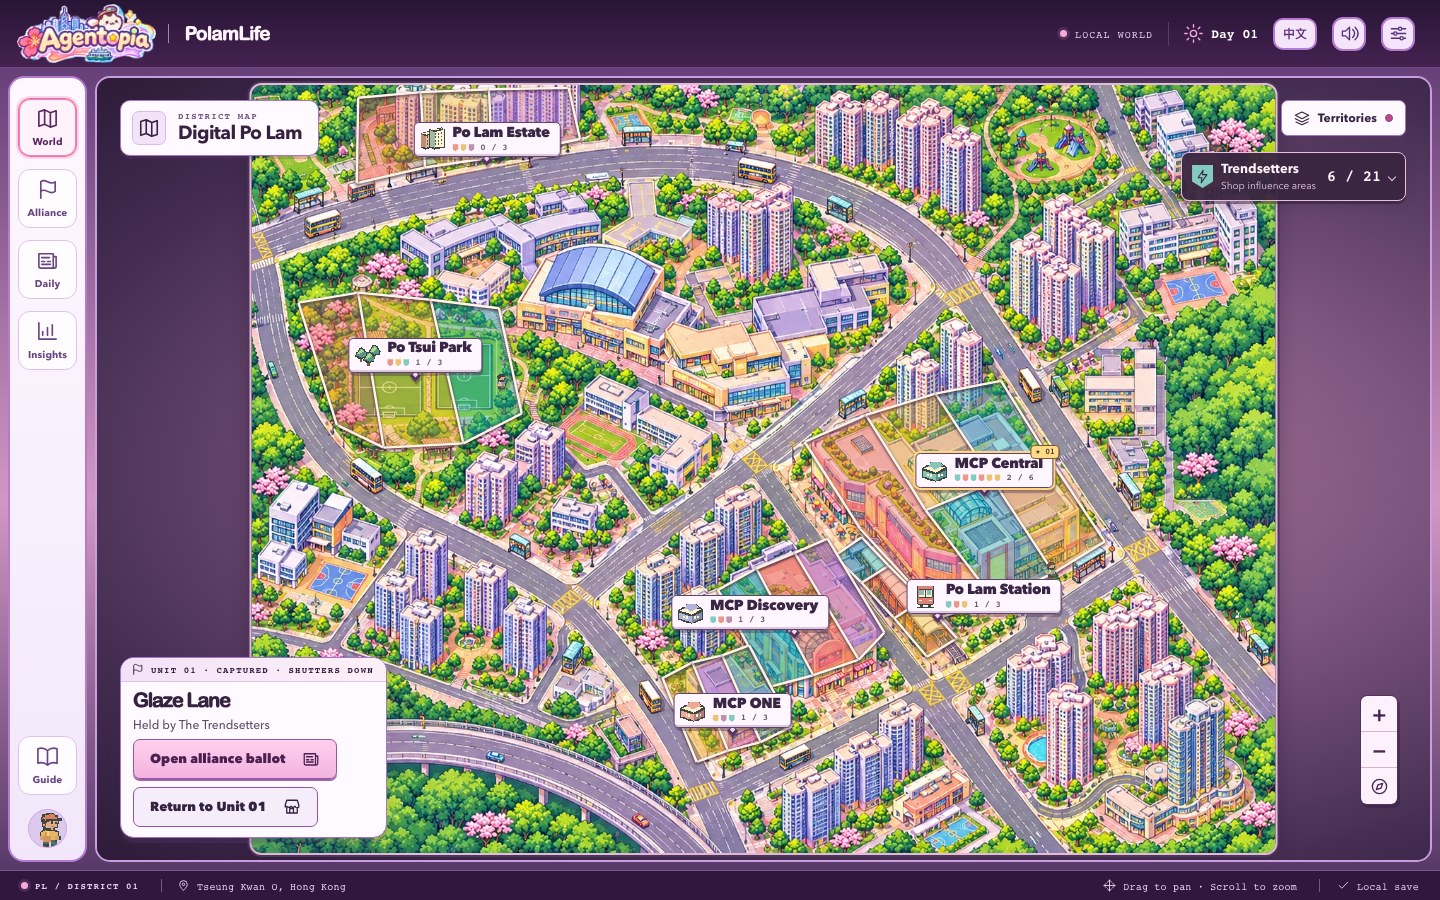 Agentopia
PolamLife
LOCAL WORLD
Day 01
中文
World
Alliance
Daily
Insights
Guide
DISTRICT MAP
Digital Po Lam
Territories
Trendsetters
Shop influence areas
6 / 21
Po Lam Estate
0 / 3
Po Tsui Park
1 / 3
★ 01
MCP Central
2 / 6
Po Lam Station
1 / 3
MCP Discovery
1 / 3
MCP ONE
1 / 3
UNIT 01 · CAPTURED · SHUTTERS DOWN
Glaze Lane
Held by The Trendsetters
Open alliance ballot
Return to Unit 01
+
−
PL / DISTRICT 01
Tseung Kwan O, Hong Kong
Drag to pan · Scroll to zoom
Local save